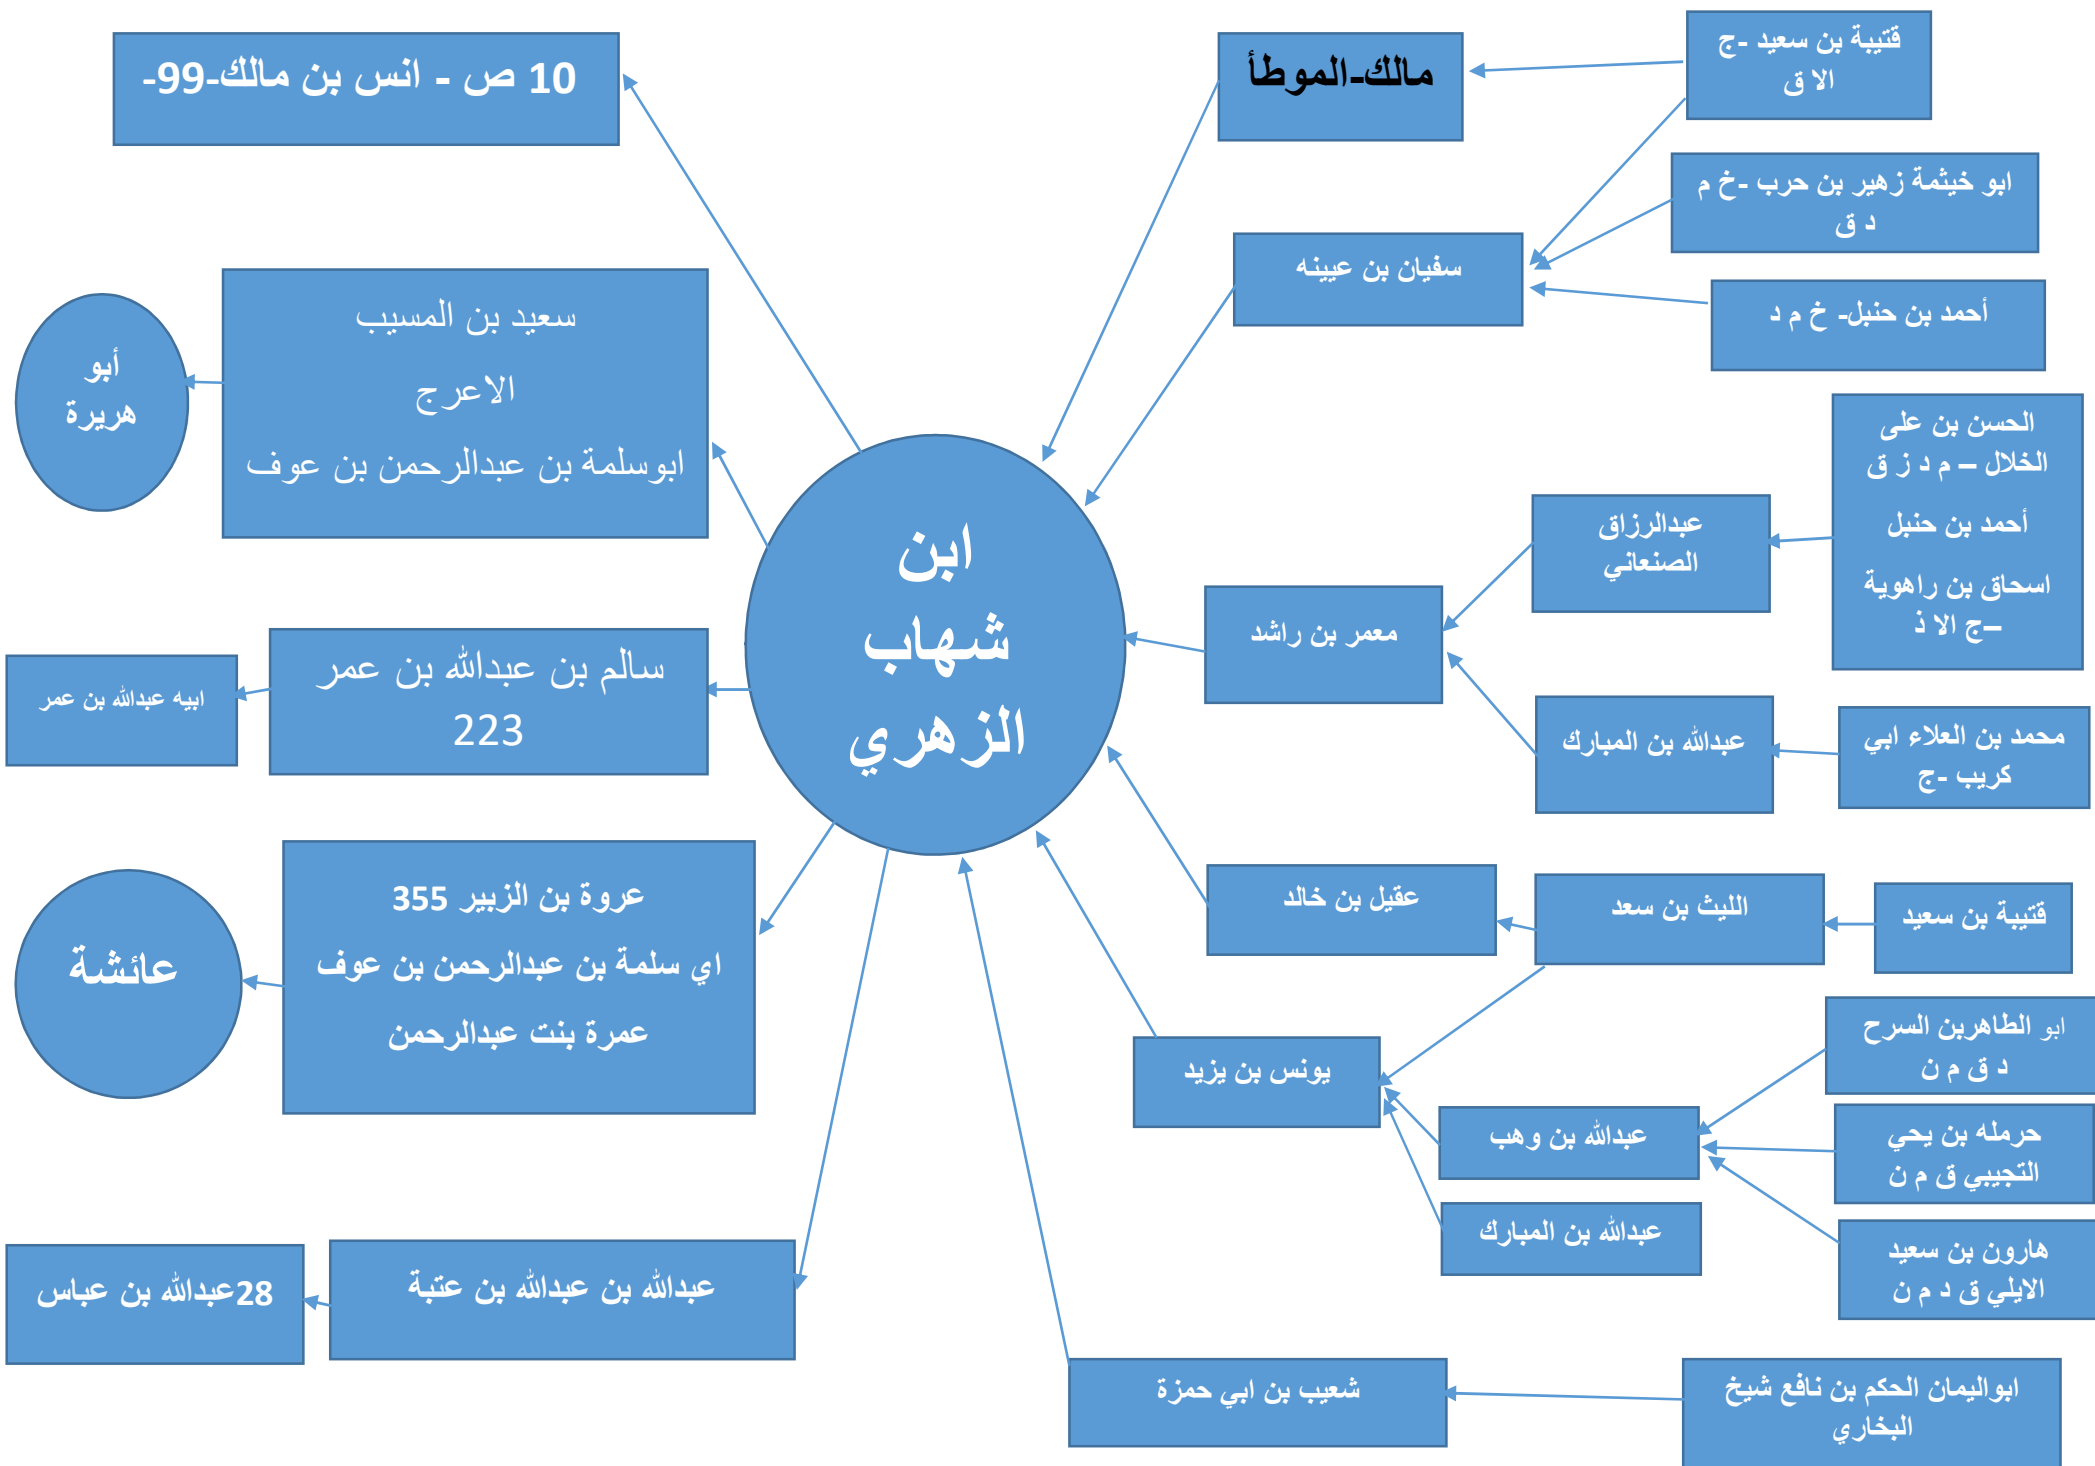 قتيبة بن سعيد -ج
الا ق
مالك-الموطأ
10 ص - انس بن مالك-99-
ابو خيثمة زهير بن حرب -خ م
د ق
سفيان بن عيينه
أحمد بن حنبل- خ م د
سعيد بن المسيب
الاعرج
ابوسلمة بن عبدالرحمن بن عوف
أبو
هريرة
الحسن بن على
الخلال – م د ز ق
أحمد بن حنبل
اسحاق بن راهوية
–ج الا ذ
عبدالرزاق
الصنعاني
معمر بن راشد
ابن
شهاب
الزهري
سالم بن عبدالله بن عمر
223
ابيه عبدالله بن عمر
محمد بن العلاء ابي
كريب -ج
عبدالله بن المبارك
قتيبة بن سعيد
الليث بن سعد
عقيل بن خالد
عروة بن الزبير 355
اي سلمة بن عبدالرحمن بن عوف
عمرة بنت عبدالرحمن
عائشة
ابو الطاهربن السرح
د ق م ن
يونس بن يزيد
عبدالله بن وهب
حرمله بن يحي
التجيبي ق م ن
عبدالله بن المبارك
هارون بن سعيد
الايلي ق د م ن
عبدالله بن عبدالله بن عتبة
28عبدالله بن عباس
شعيب بن ابي حمزة
ابواليمان الحكم بن نافع شيخ
البخاري